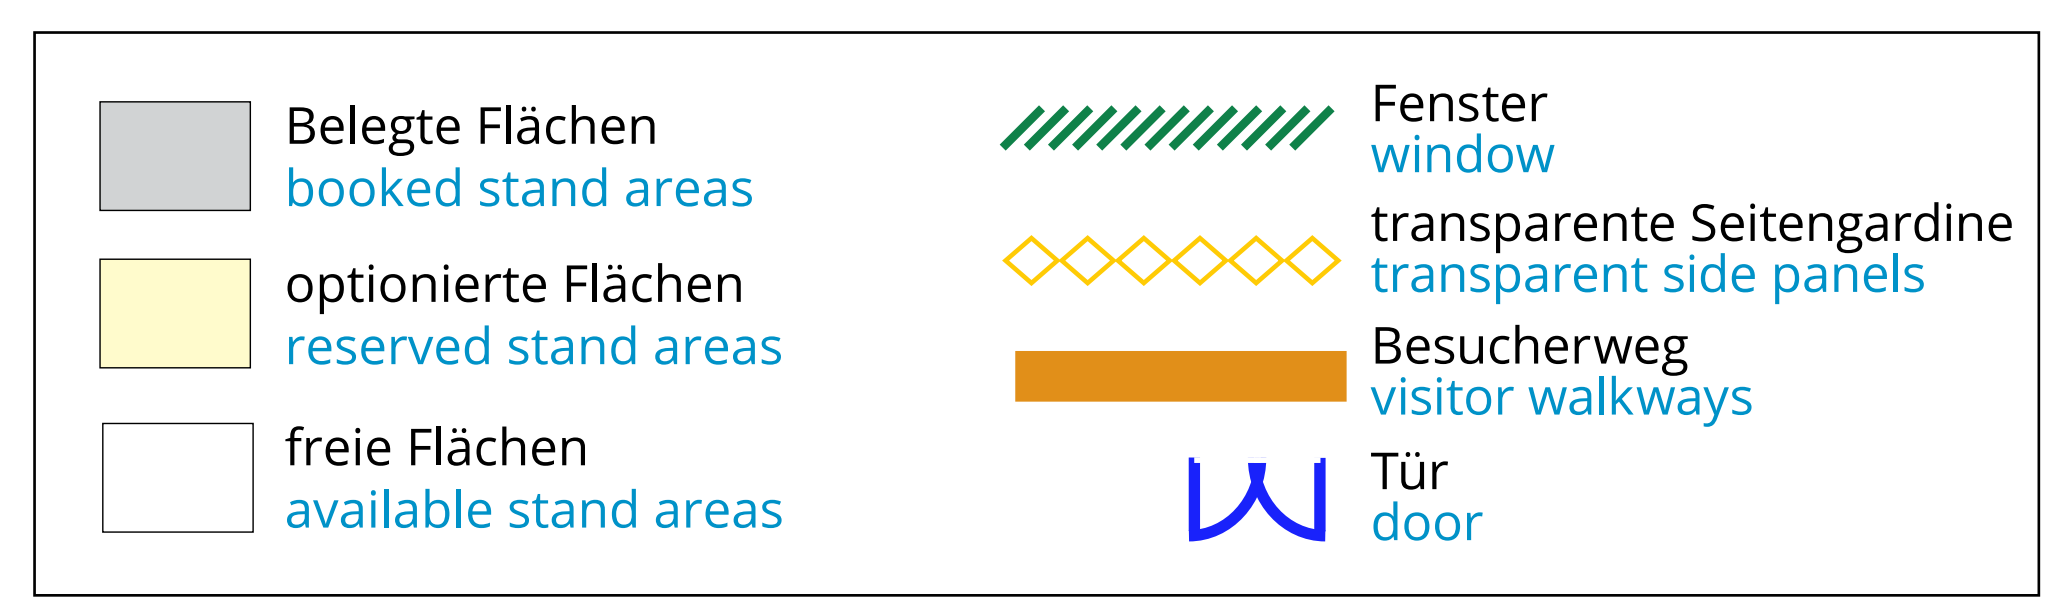 Belegte Flächen
booked stand areas
optionierte Flächen
reserved stand areas
freie Flächen
available stand areas
Fenster
window
transparente Seitengardine
transparent side panels
Besucherweg
visitor walkways
Tür
door